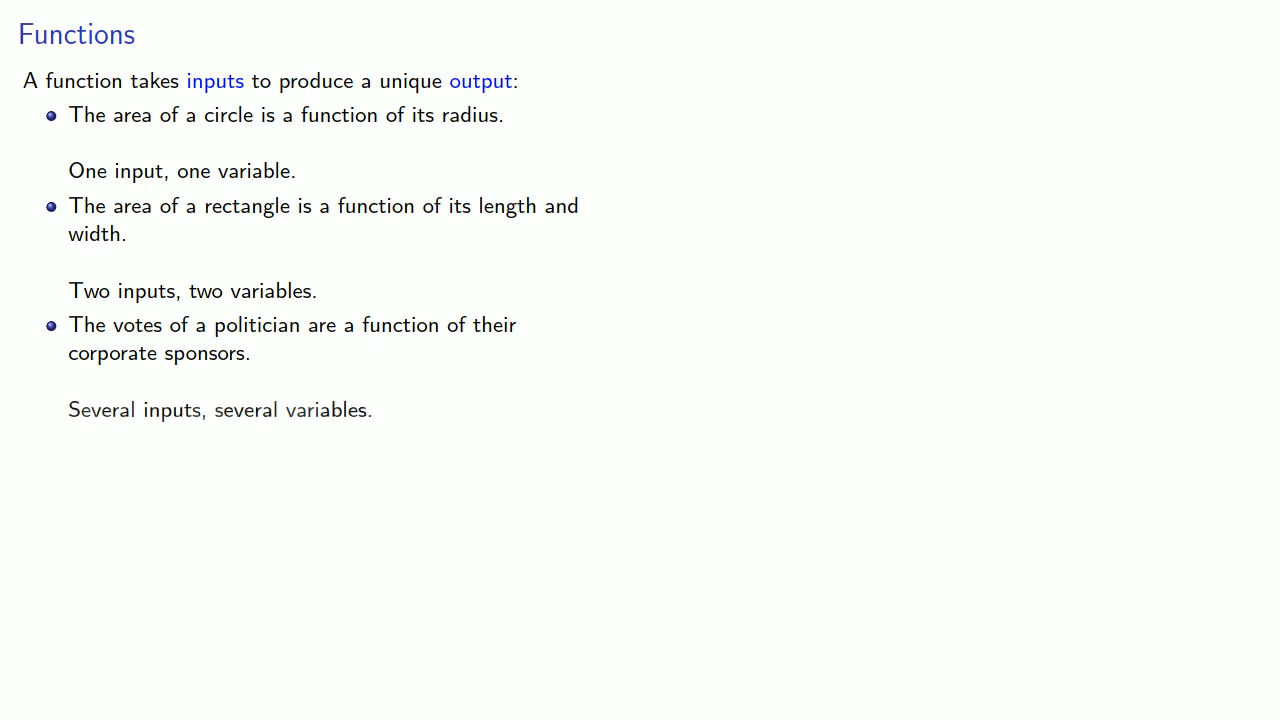 Functions
A function takes inputs to produce a unique output:
The area of a circle is a function of its radius.
One input, one variable.
The area of a rectangle is a function of its length and
width.
Two inputs, two variables.
The votes of a politician are a function of their
corporate sponsors.
Several inputs, several variables.